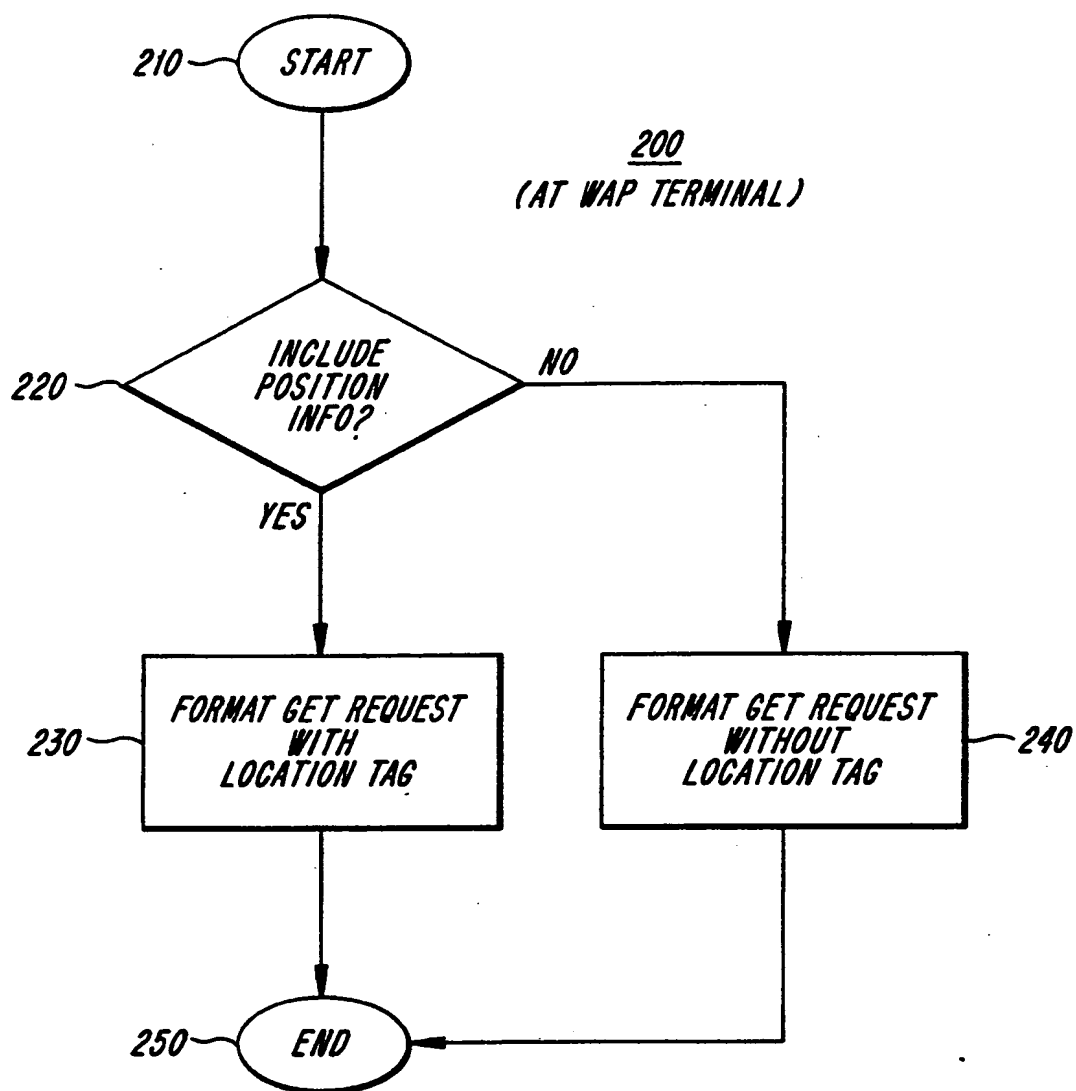 210
START
200
(AT WAP TERMINAL)
220
INCLUDE
POSITION
INFO?
NO
YES
230
FORMAT GET REQUEST
WITH
LOCATION TAG
FORMAT GET REQUEST
WITHOUT
LOCATION TAG
240
250
END